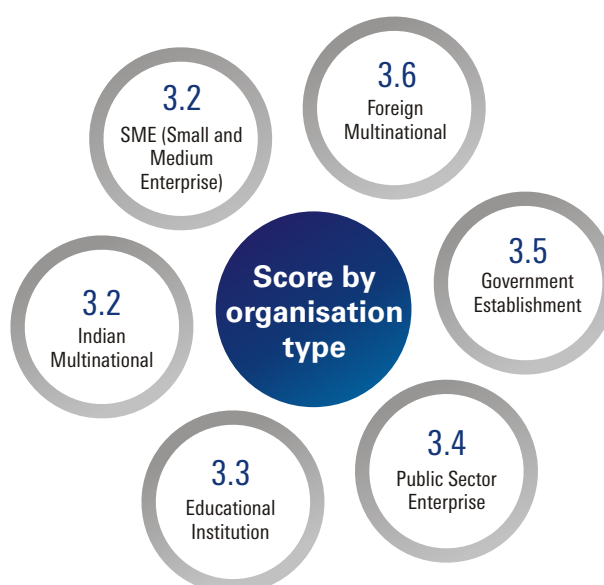 Score by
organisation
type
3.6
Foreign
Multinational
3.5
Government
Establishment
3.4
Public Sector
Enterprise
3.3
Educational
Institution
3.2
Indian
Multinational
3.2
SME (Small and
Medium
Enterprise)